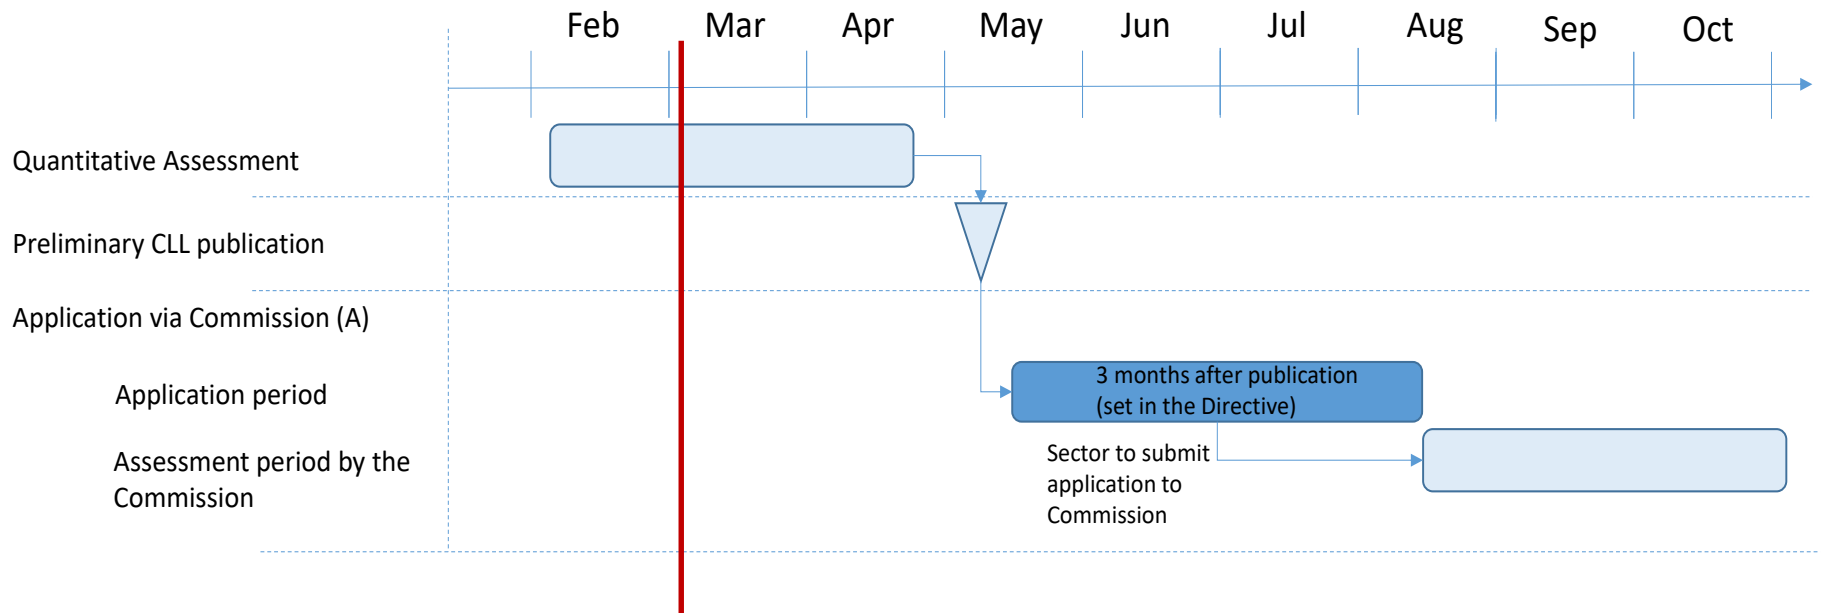 Feb Mar Apr May Jun Jul Aug Sep Oct
Quantitative Assessment
Preliminary CLL publication
Application via Commission (A)
Application period
3 months after publication
(set in the Directive)
Assessment period by the
Commission
Sector to submit
application to
Commission